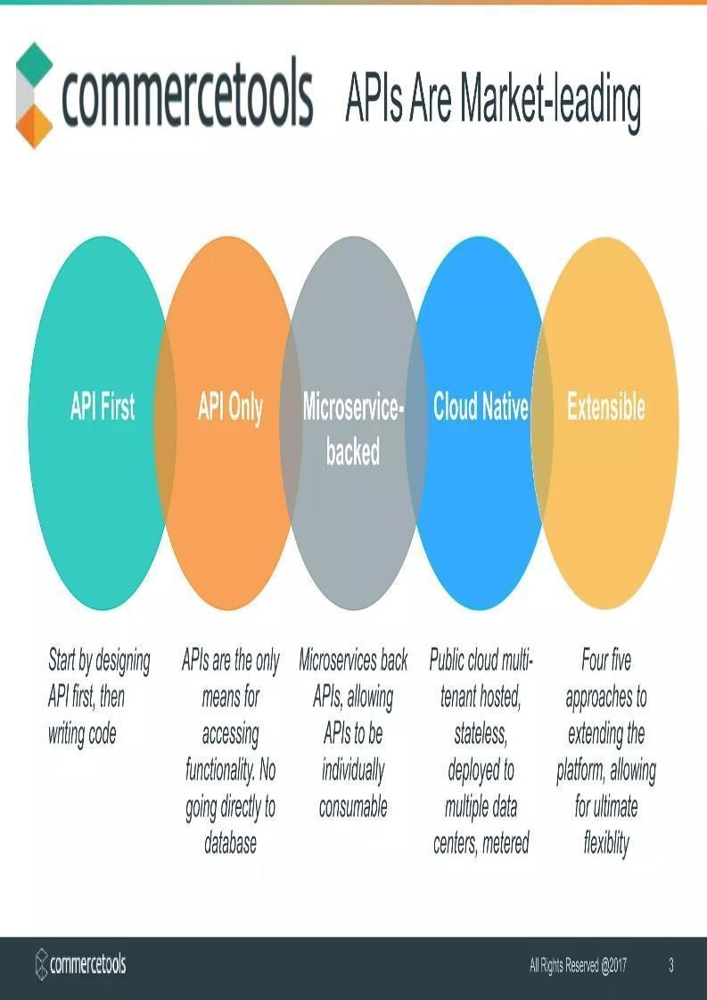 commercetools
APIs Are Market-leading
API First
API Only
Microservice-
backed
Cloud Native
Extensible
Start by designing
API first, then
writing code
APIs are the only
means for
accessing
functionality. No
going directly to
database
Microservices back
APIs, allowing
APIs to be
individually
consumable
Public cloud multi-
tenant hosted,
stateless,
deployed to
multiple data
centers, metered
Four five
approaches to
extending the
platform, allowing
for ultimate
flexiblity
commercetools
All Rights Reserved @2017
3